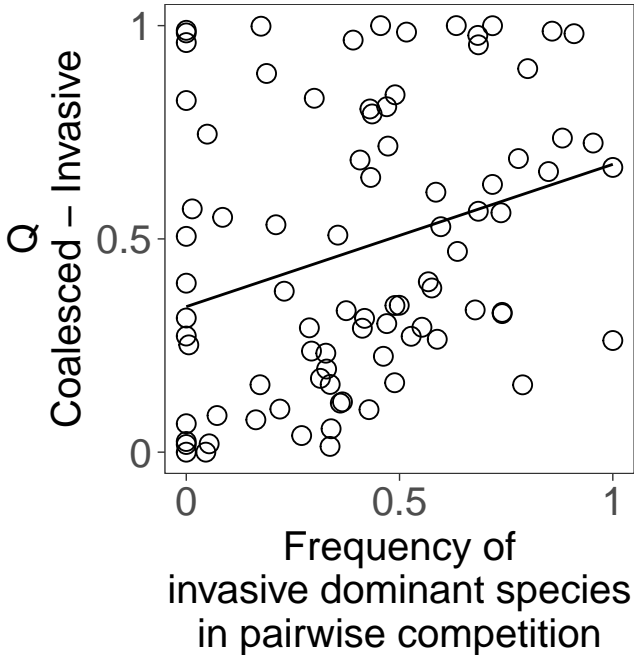 Q
Coalesced – Invasive
1
0.5
0
0
0.5
1
Frequency of
invasive dominant species
in pairwise competition